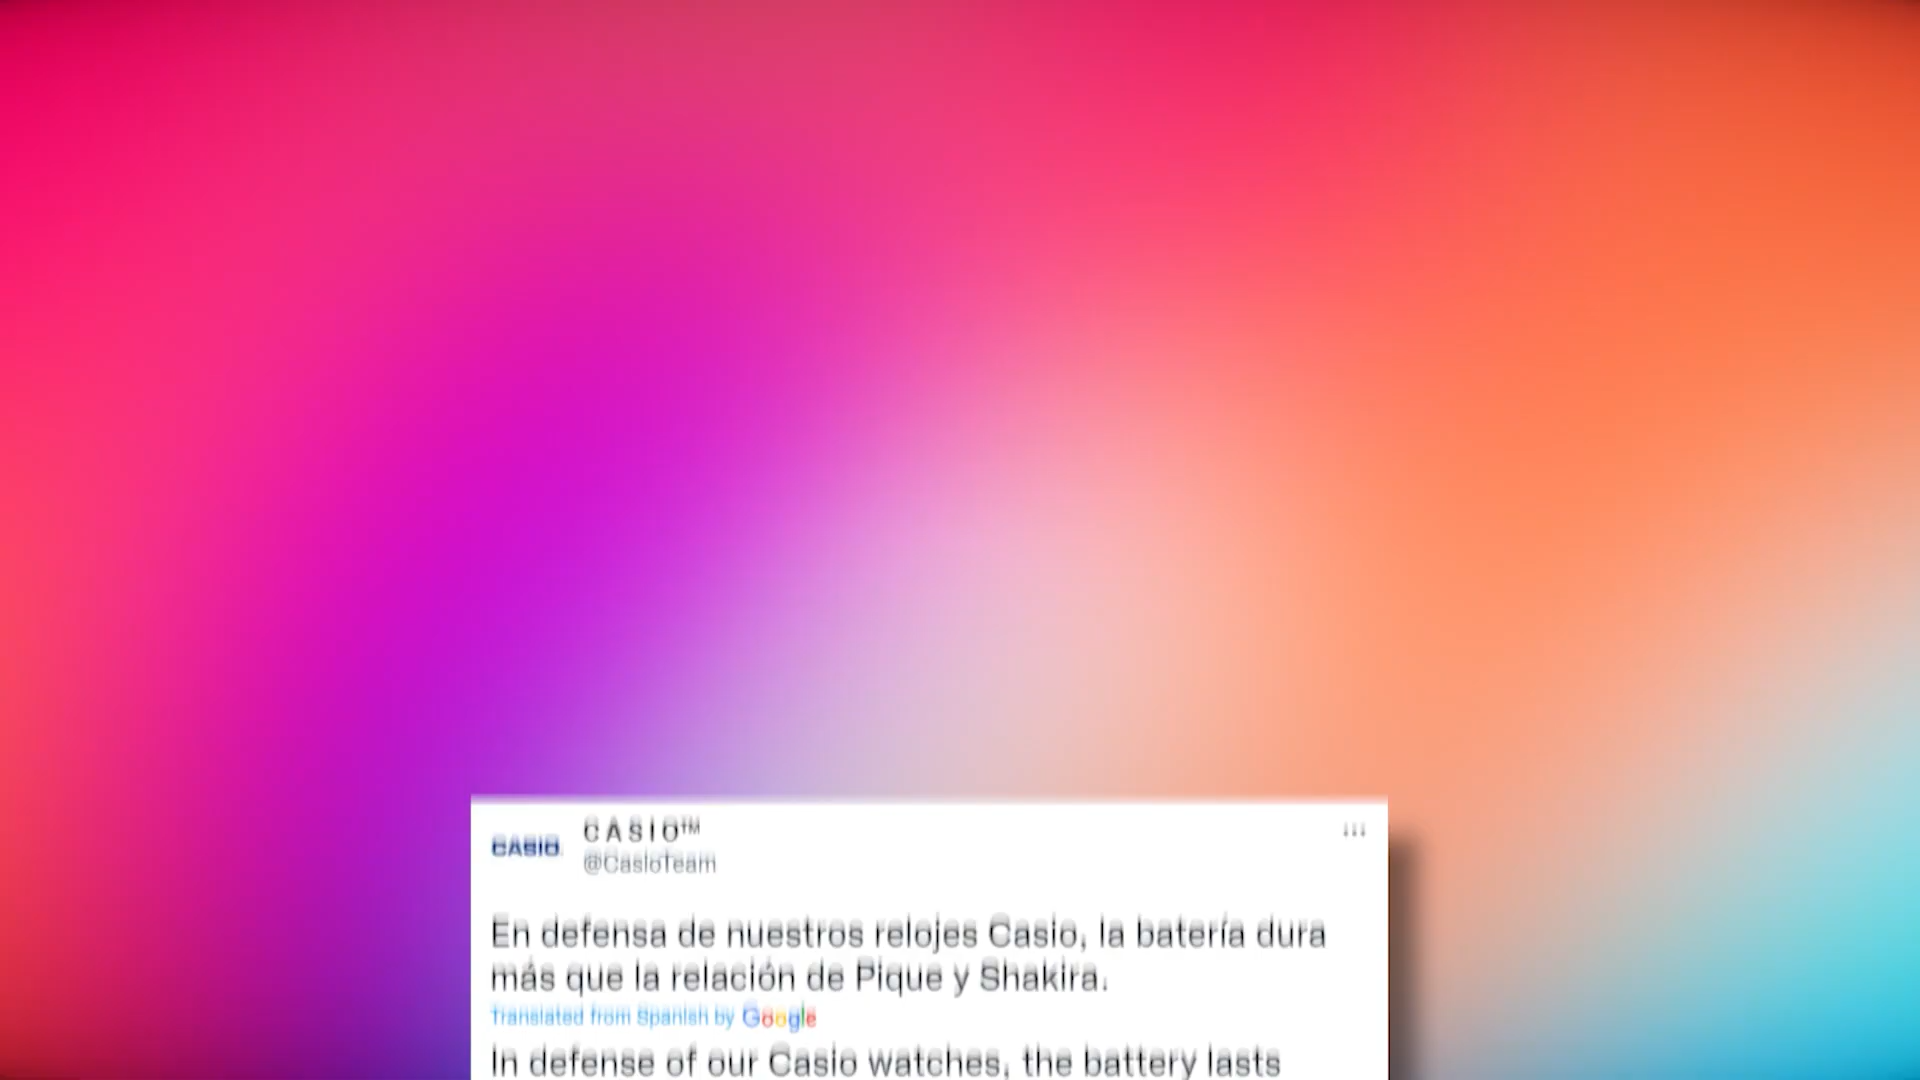 CASIO
C A S I O™
@CasioTeam
En defensa de nuestros relojes Casio, la batería dura
más que la relación de Pique y Shakira.
Translated from Spanish by Google
In defense of our Casio watches, the battery lasts